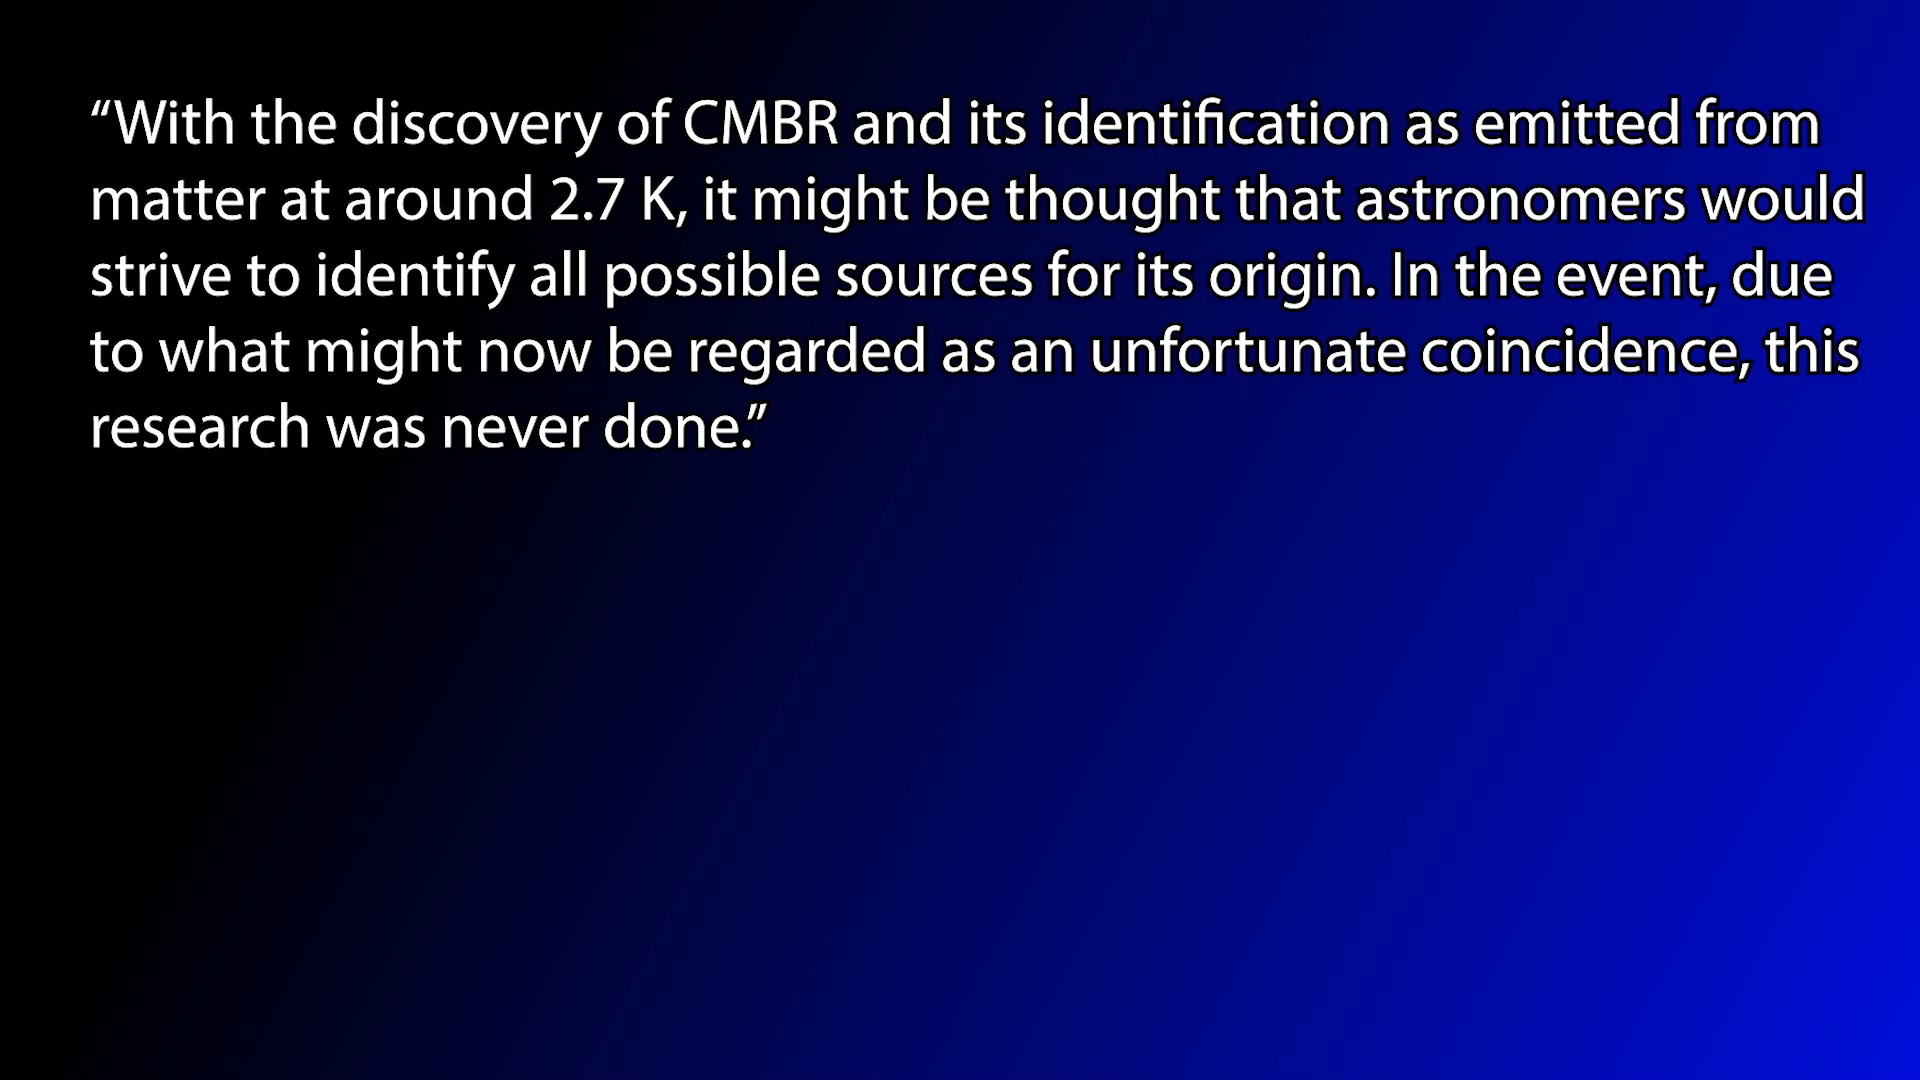 “With the discovery of CMBR and its identification as emitted from
matter at around 2.7 K, it might be thought that astronomers would
strive to identify all possible sources for its origin. In the event, due
to what might now be regarded as an unfortunate coincidence, this
research was never done.”